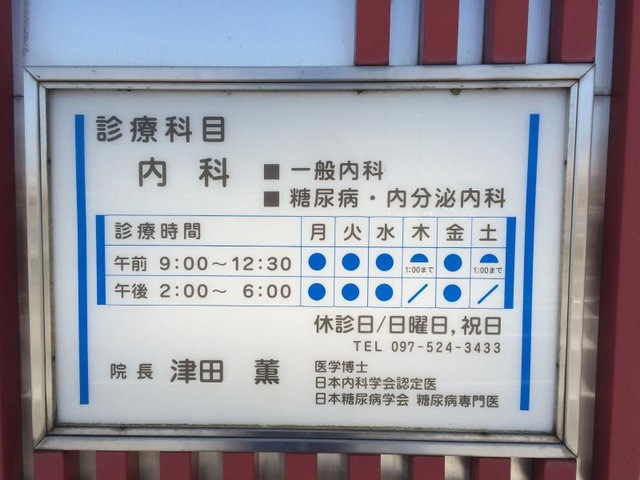 診療科目
内科 ■ 一般内科
■ 糖尿病・内分泌内科
診療時間 月 火 水 木 金 土
午前 9:00～12:30 ● ● ● 1:00まで ● 1:00まで
午後 2:00～ 6:00 ● ● ● ／ ● ／
休診日/日曜日,祝日
TEL 097-524-3433
院長 津田 薫 医学博士
日本内科学会認定医
日本糖尿病学会 糖尿病専門医